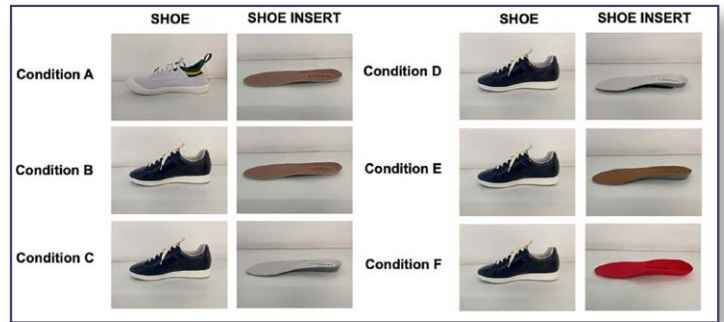 SHOE SHOE INSERT SHOE SHOE INSERT
Condition A Condition D
Condition B Condition E
Condition C Condition F